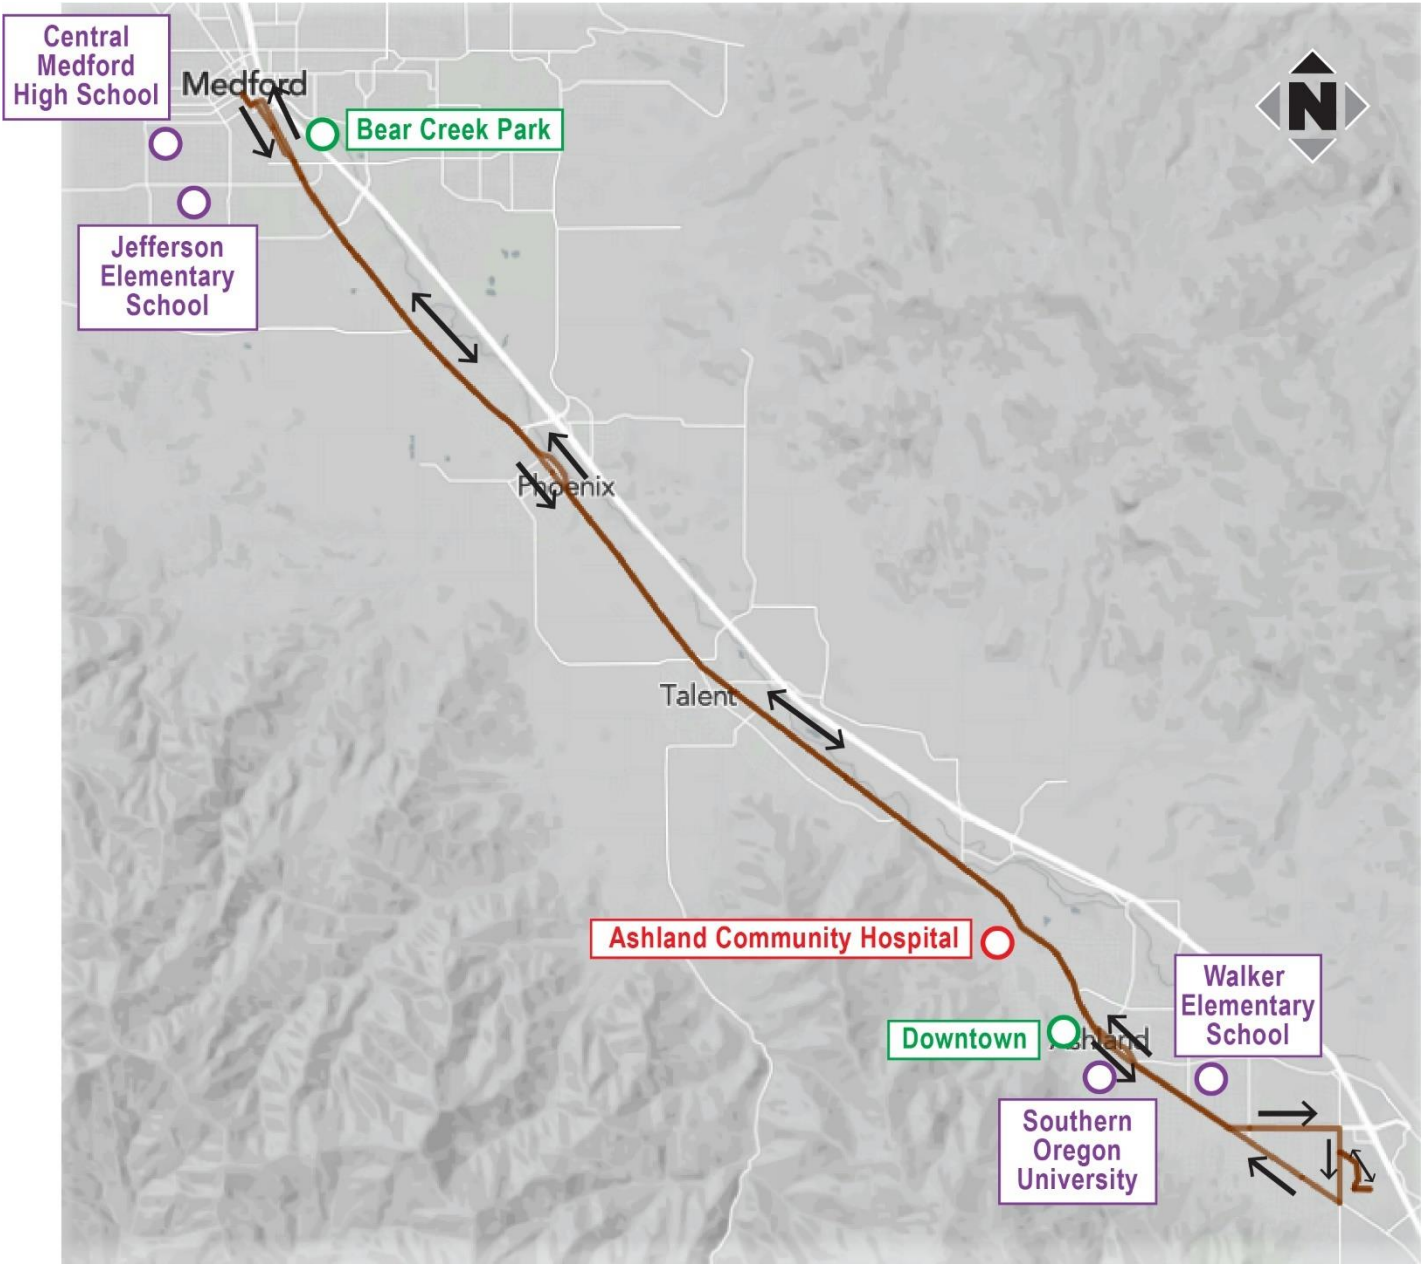 Central
Medford
High School
Medford
N
Bear Creek Park
Jefferson
Elementary
School
Phoenix
Talent
Ashland Community Hospital
Walker
Elementary
School
Downtown
Ashland
Southern
Oregon
University